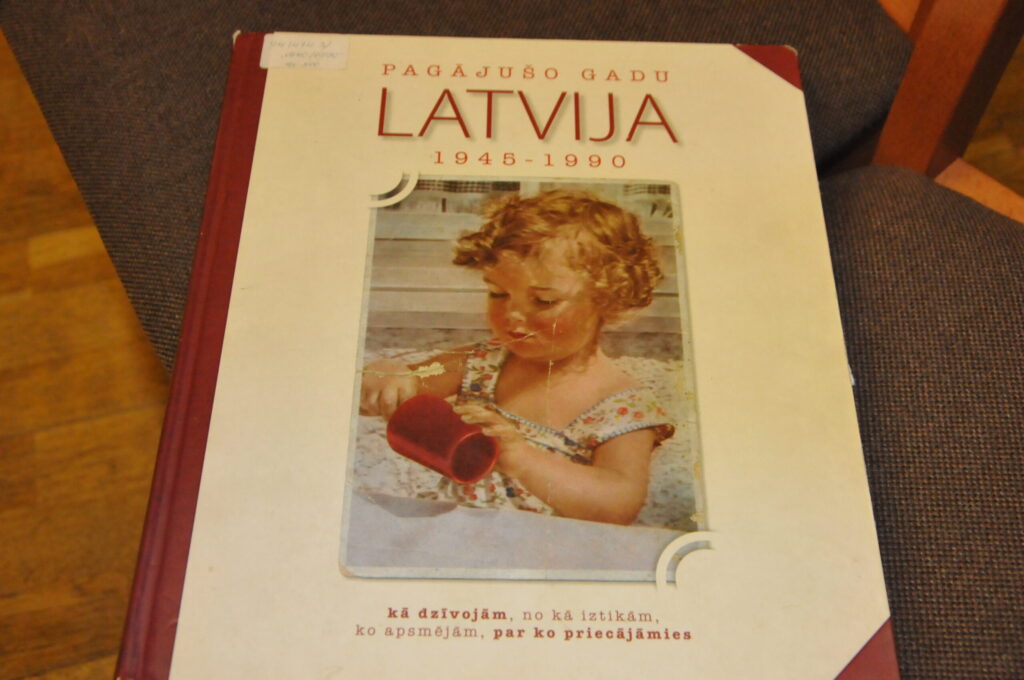 PAGĀJUŠO GADU
LATVIJA
1945-1990
kā dzīvojām, no kā iztikām,
ko apsmējām, par ko priecājāmies